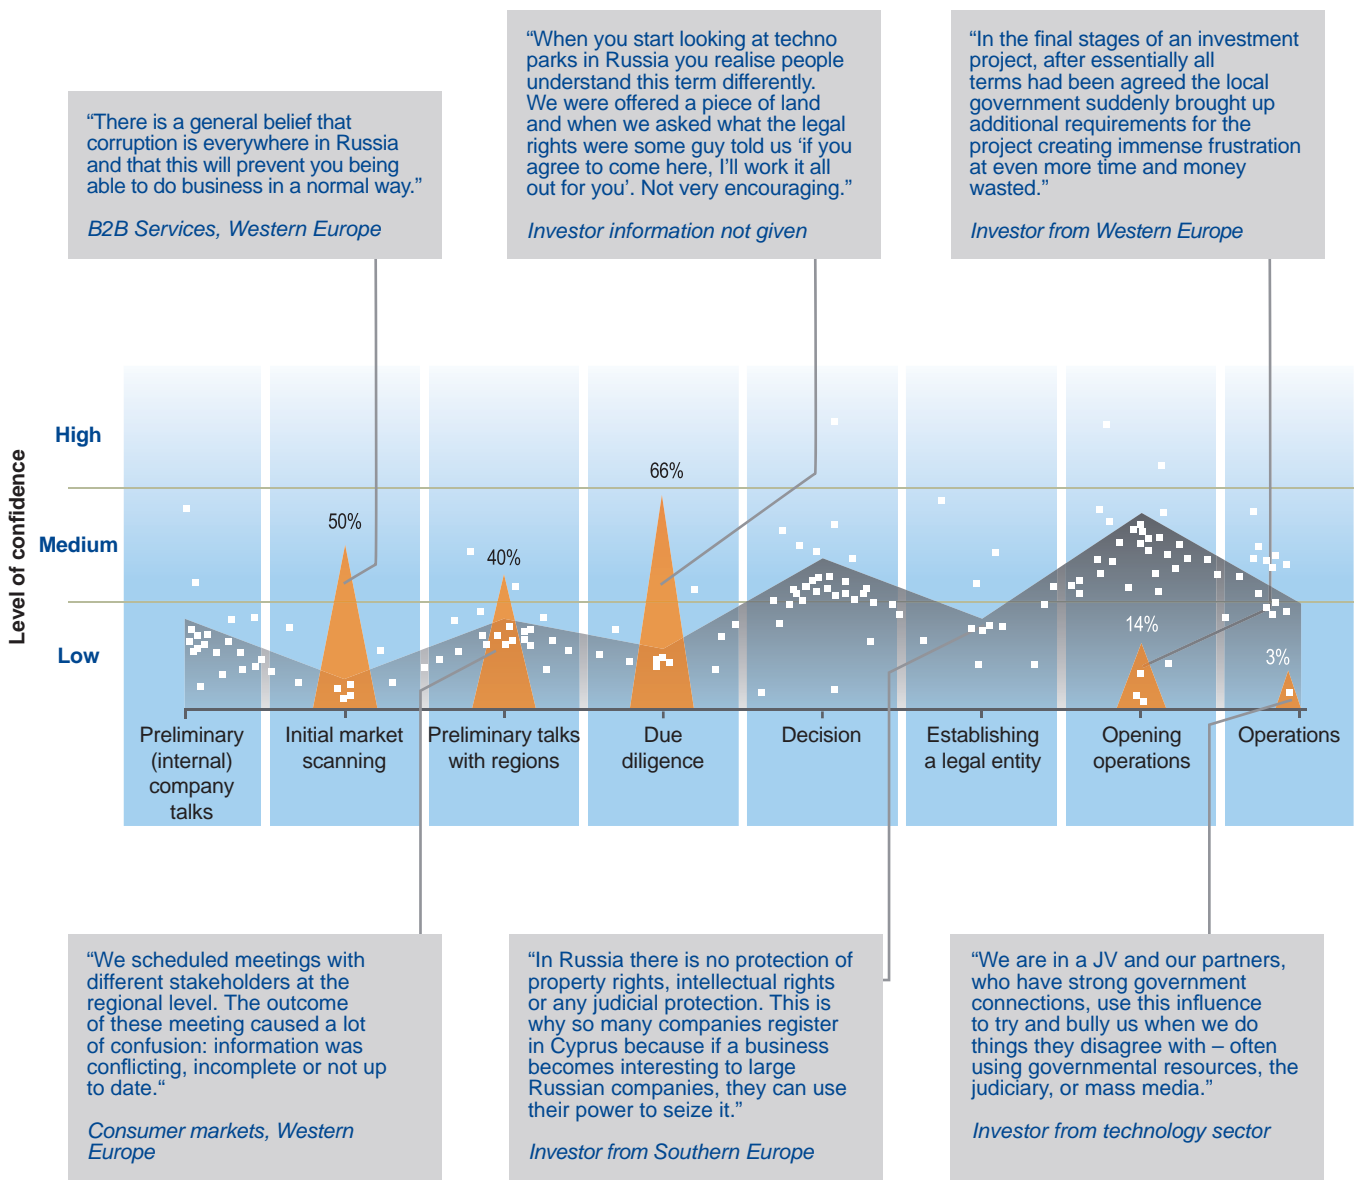 “There is a general belief that
corruption is everywhere in Russia
and that this will prevent you being
able to do business in a normal way.”
B2B Services, Western Europe
“When you start looking at techno
parks in Russia you realise people
understand this term differently.
We were offered a piece of land
and when we asked what the legal
rights were some guy told us ‘if you
agree to come here, I’ll work it all
out for you’. Not very encouraging.”
Investor information not given
“In the final stages of an investment
project, after essentially all
terms had been agreed the local
government suddenly brought up
additional requirements for the
project creating immense frustration
at even more time and money
wasted.”
Investor from Western Europe
Level of confidence
High
Medium
Low
50%
40%
66%
14%
3%
Preliminary
(internal)
company
talks
Initial market
scanning
Preliminary talks
with regions
Due
diligence
Decision
Establishing
a legal entity
Opening
operations
Operations
“We scheduled meetings with
different stakeholders at the
regional level. The outcome
of these meeting caused a lot
of confusion: information was
conflicting, incomplete or not up
to date.“
Consumer markets, Western
Europe
“In Russia there is no protection of
property rights, intellectual rights
or any judicial protection. This is
why so many companies register
in Cyprus because if a business
becomes interesting to large
Russian companies, they can use
their power to seize it.”
Investor from Southern Europe
“We are in a JV and our partners,
who have strong government
connections, use this influence
to try and bully us when we do
things they disagree with – often
using governmental resources, the
judiciary, or mass media.”
Investor from technology sector